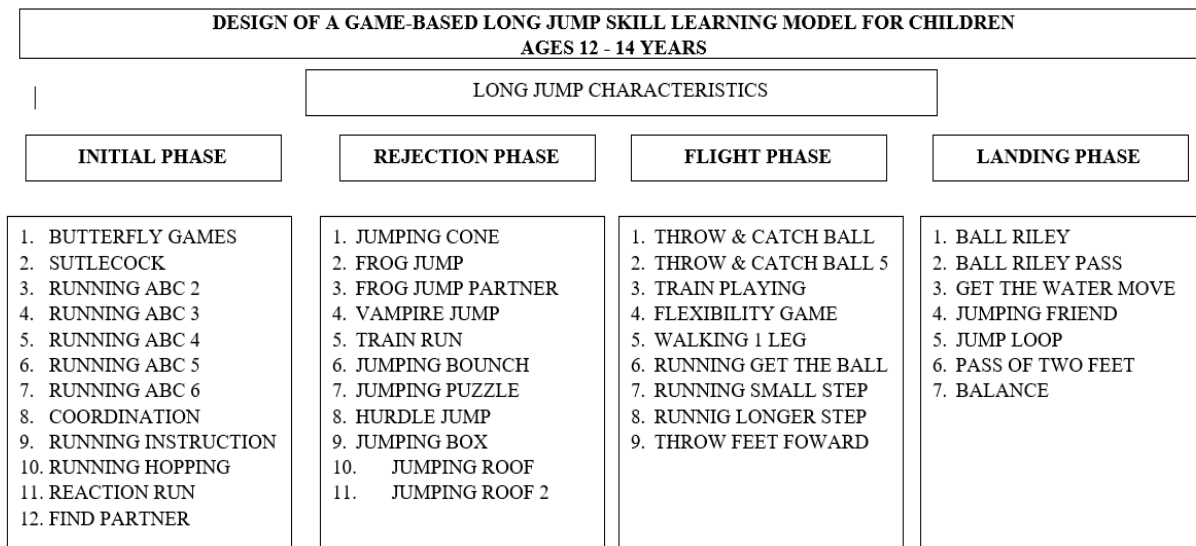 DESIGN OF A GAME-BASED LONG JUMP SKILL LEARNING MODEL FOR CHILDREN
AGES 12 - 14 YEARS
LONG JUMP CHARACTERISTICS
INITIAL PHASE
1. BUTTERFLY GAMES
2. SUTLECOCK
3. RUNNING ABC 2
4. RUNNING ABC 3
5. RUNNING ABC 4
6. RUNNING ABC 5
7. RUNNING ABC 6
8. COORDINATION
9. RUNNING INSTRUCTION
10. RUNNING HOPPING
11. REACTION RUN
12. FIND PARTNER
REJECTION PHASE
1. JUMPING CONE
2. FROG JUMP
3. FROG JUMP PARTNER
4. VAMPIRE JUMP
5. TRAIN RUN
6. JUMPING BOUNCH
7. JUMPING PUZZLE
8. HURDLE JUMP
9. JUMPING BOX
10. JUMPING ROOF
11. JUMPING ROOF 2
FLIGHT PHASE
1. THROW & CATCH BALL
2. THROW & CATCH BALL 5
3. TRAIN PLAYING
4. FLEXIBILITY GAME
5. WALKING 1 LEG
6. RUNNING GET THE BALL
7. RUNNING SMALL STEP
8. RUNNIG LONGER STEP
9. THROW FEET FOWARD
LANDING PHASE
1. BALL RILEY
2. BALL RILEY PASS
3. GET THE WATER MOVE
4. JUMPING FRIEND
5. JUMP LOOP
6. PASS OF TWO FEET
7. BALANCE